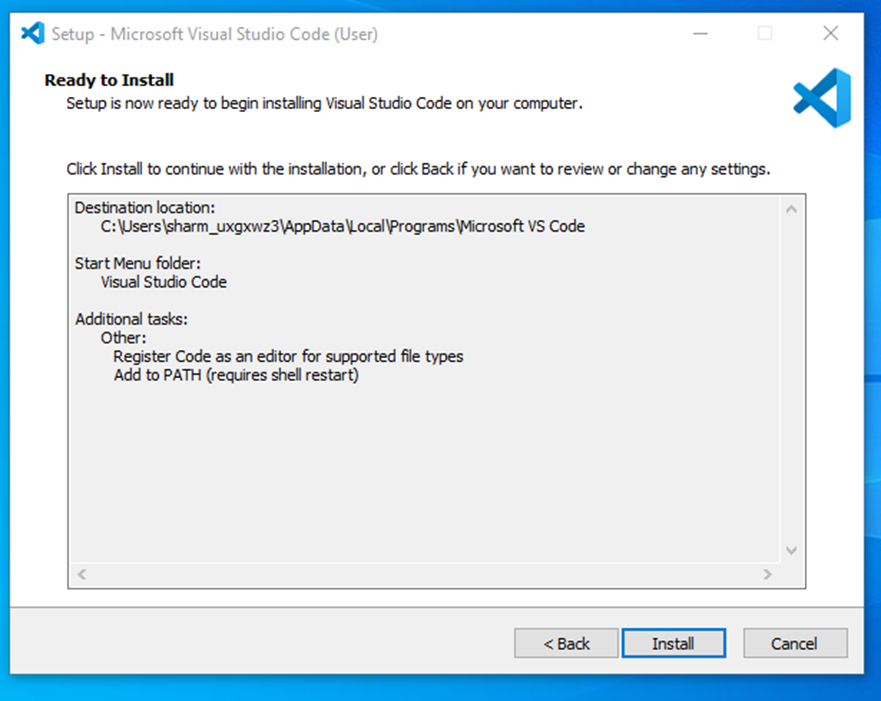 Setup - Microsoft Visual Studio Code (User)
Ready to Install
Setup is now ready to begin installing Visual Studio Code on your computer.
Click Install to continue with the installation, or click Back if you want to review or change any settings.
Destination location:
C:\Users\sharm_uxgxwz3\AppData\Local\Programs\Microsoft VS Code
Start Menu folder:
Visual Studio Code
Additional tasks:
Other:
Register Code as an editor for supported file types
Add to PATH (requires shell restart)
< Back Install Cancel